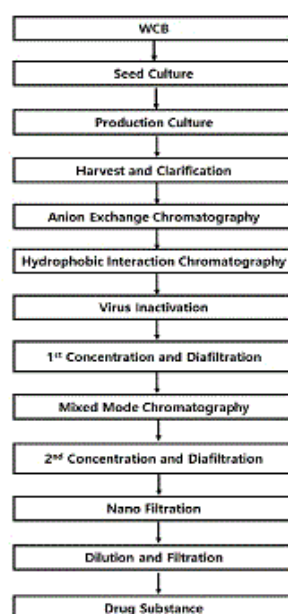 WCB
Seed Culture
Production Culture
Harvest and Clarification
Anion Exchange Chromatography
Hydrophobic Interaction Chromatography
Virus Inactivation
1st Concentration and Diafiltration
Mixed Mode Chromatography
2nd Concentration and Diafiltration
Nano Filtration
Dilution and Filtration
Drug Substance